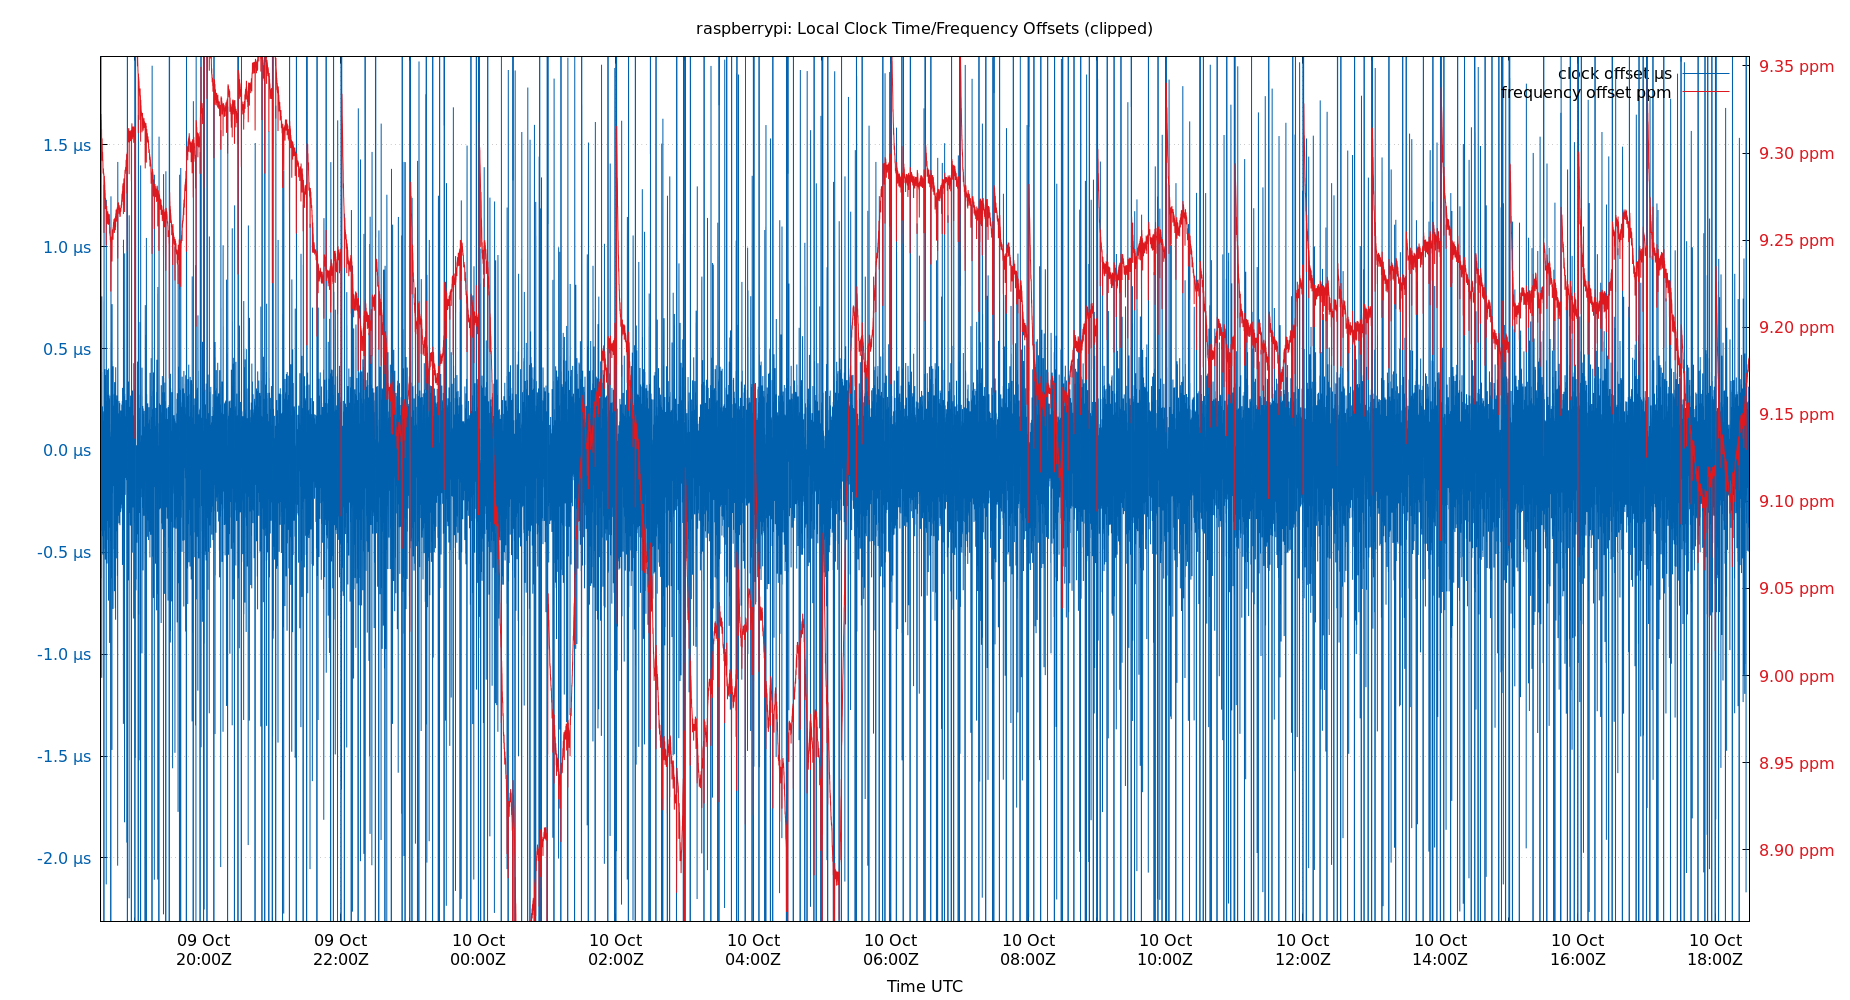 raspberrypi: Local Clock Time/Frequency Offsets (clipped)
clock offset µs
frequency offset ppm
1.5 µs
1.0 µs
0.5 µs
0.0 µs
-0.5 µs
-1.0 µs
-1.5 µs
-2.0 µs
9.35 ppm
9.30 ppm
9.25 ppm
9.20 ppm
9.15 ppm
9.10 ppm
9.05 ppm
9.00 ppm
8.95 ppm
8.90 ppm
09 Oct
20:00Z
09 Oct
22:00Z
10 Oct
00:00Z
10 Oct
02:00Z
10 Oct
04:00Z
10 Oct
06:00Z
10 Oct
08:00Z
10 Oct
10:00Z
10 Oct
12:00Z
10 Oct
14:00Z
10 Oct
16:00Z
10 Oct
18:00Z
Time UTC